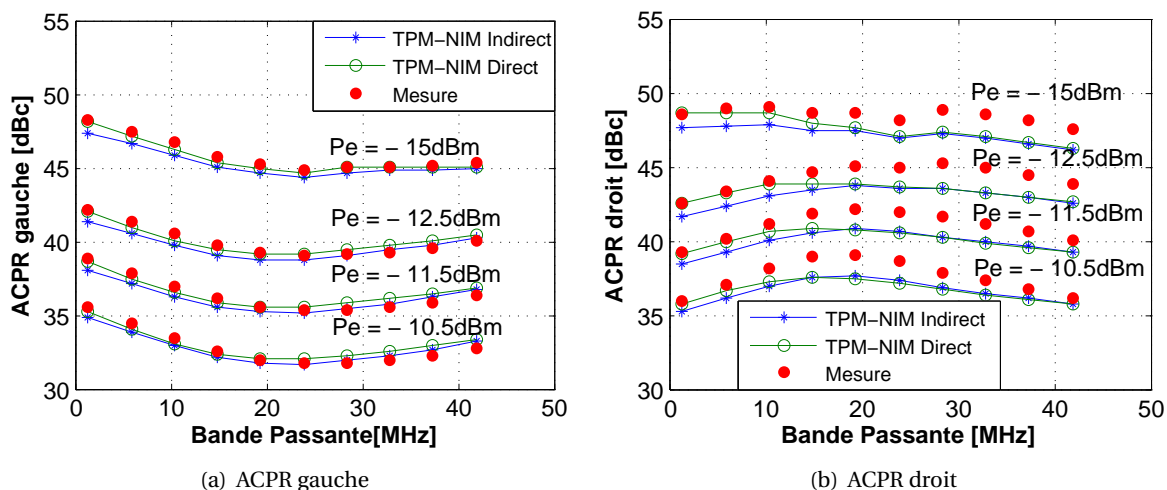 55
50
45
40
35
30
0
10
20
30
40
50
ACPR gauche [dBc]
Bande Passante[MHz]
TPM−NIM Indirect
TPM−NIM Direct
Mesure
Pe = − 15dBm
Pe = − 12.5dBm
Pe = − 11.5dBm
Pe = − 10.5dBm
(a) ACPR gauche
55
50
45
40
35
30
0
10
20
30
40
50
ACPR droit [dBc]
Bande Passante [MHz]
Pe = − 15dBm
Pe = − 12.5dBm
Pe = − 11.5dBm
Pe = − 10.5dBm
TPM−NIM Indirect
TPM−NIM Direct
Mesure
(b) ACPR droit